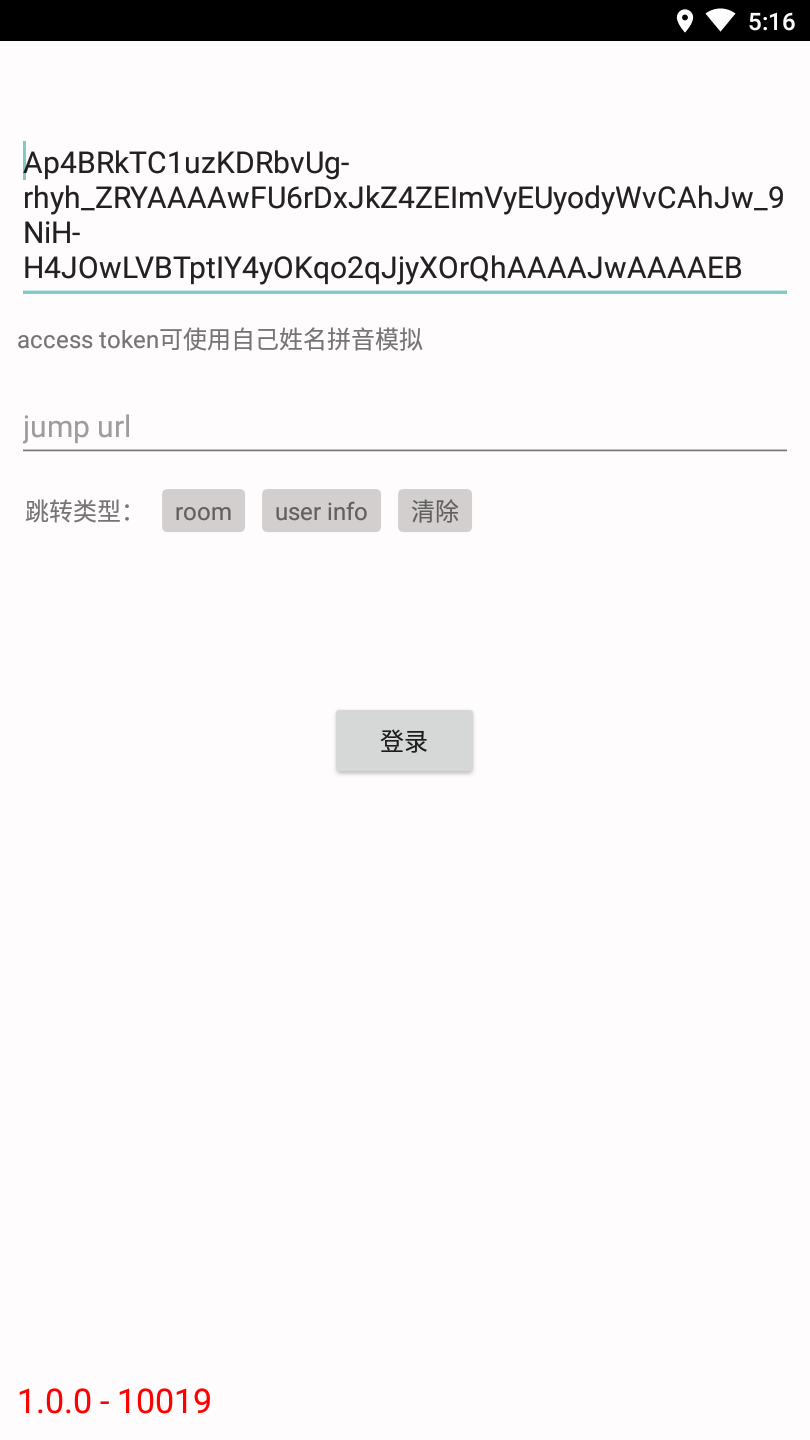 5:16
Ap4BRkTC1uzKDRbvUg-
rhyh_ZRYAAAAwFU6rDxJkZ4ZEImVyEUyodyWvCAhJw_9
NiH-
H4JOwLVBTptIY4yOKqo2qJjyXOrQhAAAAJwAAAAEB
access token可使用自己姓名拼音模拟
jump url
跳转类型： room user info 清除
登录
1.0.0 - 10019